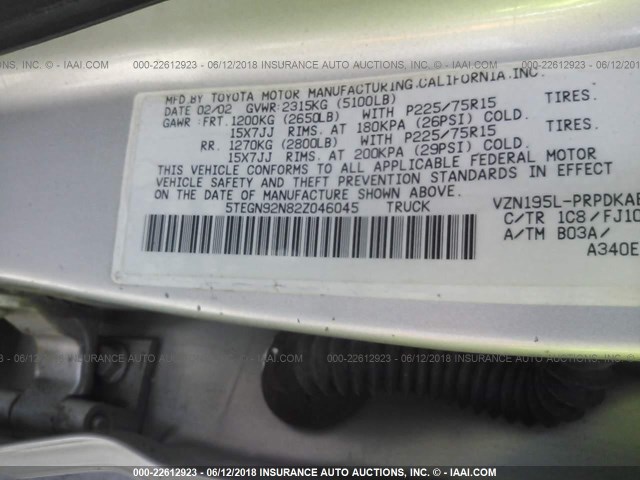 000-22612923 - 06/12/2018 INSURANCE AUTO AUCTIONS, INC. - © IAAI.COM
MFD.BY TOYOTA MOTOR MANUFACTURING,CALIFORNIA,INC.
DATE 02/02 GVWR:2315KG (5100LB)
GAWR: FRT.1200KG (2650LB) WITH P225/75R15 TIRES.
15X7JJ RIMS. AT 180KPA (26PSI) COLD.
RR. 1270KG (2800LB) WITH P225/75R15 TIRES.
15X7JJ RIMS. AT 200KPA (29PSI) COLD.
THIS VEHICLE CONFORMS TO ALL APPLICABLE FEDERAL MOTOR
VEHICLE SAFETY AND THEFT PREVENTION STANDARDS IN EFFECT
ON THE DATE OF MANUFACTURE SHOWN ABOVE.
5TEGN92N82Z046045 TRUCK VZN195L-PRPDKAB
C/TR 1C8/FJ10
A/TM B03A/
A340E
000-22612923 - 06/12/2018 INSURANCE AUTO AUCTIONS, INC. - © IAAI.COM
000-22612923 - 06/12/2018 INSURANCE AUTO AUCTIONS, INC. - © IAAI.COM